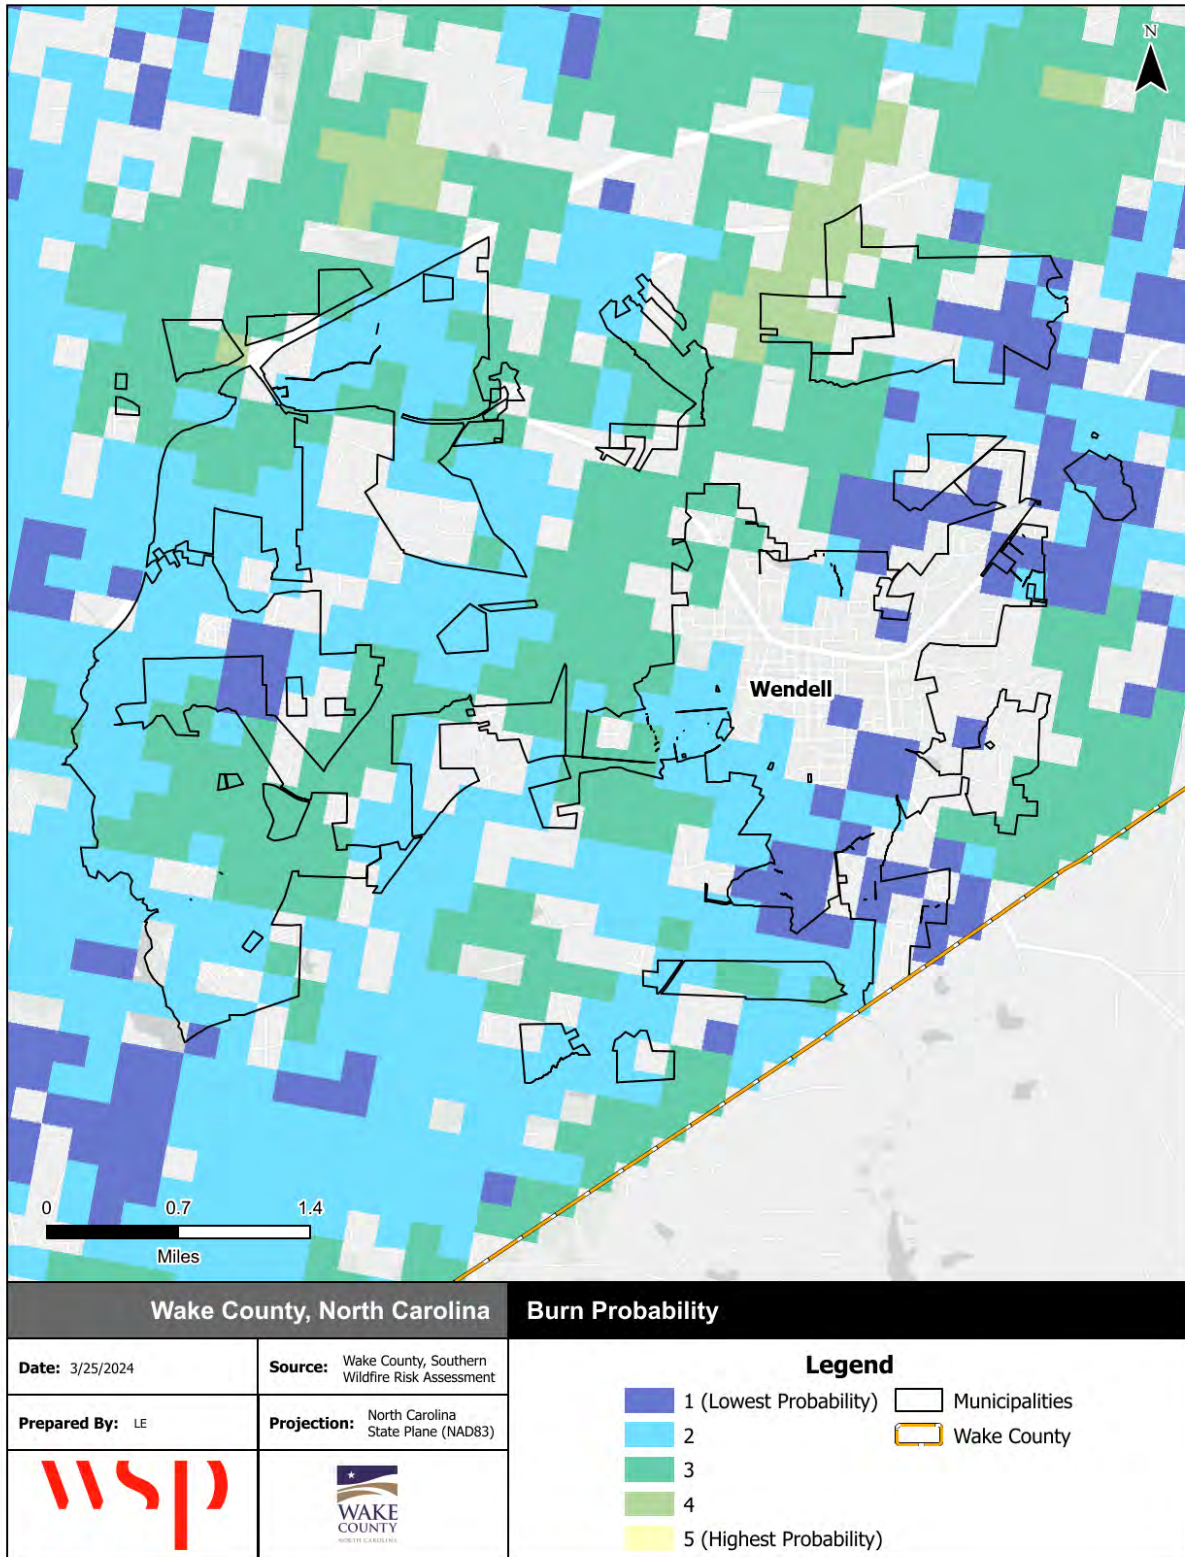 N
Wendell
0 0.7 1.4
Miles
Wake County, North Carolina
Burn Probability
Date: 3/25/2024
Source: Wake County, Southern
Wildfire Risk Assessment
Prepared By: LE
Projection: North Carolina
State Plane (NAD83)
wsp
WAKE
COUNTY
NORTH CAROLINA
Legend
1 (Lowest Probability)
2
3
4
5 (Highest Probability)
Municipalities
Wake County